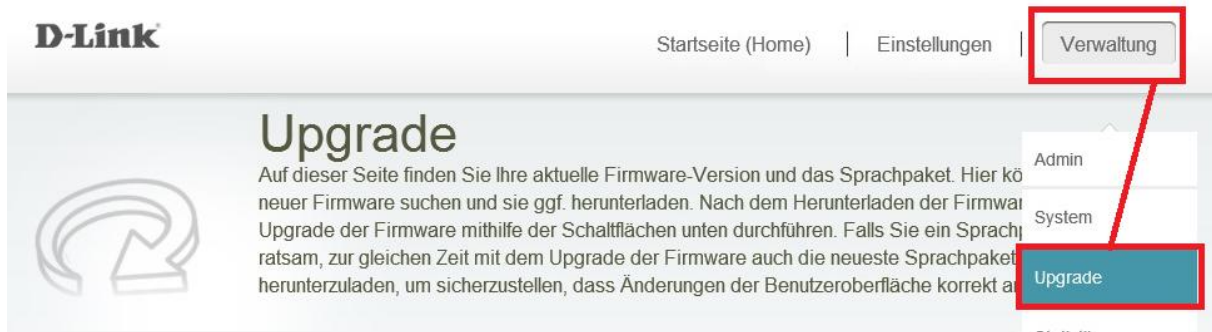 D-Link
Startseite (Home) | Einstellungen | Verwaltung
Upgrade
Auf dieser Seite finden Sie Ihre aktuelle Firmware-Version und das Sprachpaket. Hier kö
neuer Firmware suchen und sie ggf. herunterladen. Nach dem Herunterladen der Firmwar
Upgrade der Firmware mithilfe der Schaltflächen unten durchführen. Falls Sie ein Sprachp
ratsam, zur gleichen Zeit mit dem Upgrade der Firmware auch die neueste Sprachpaket
herunterzuladen, um sicherzustellen, dass Änderungen der Benutzeroberfläche korrekt a
Admin
System
Upgrade